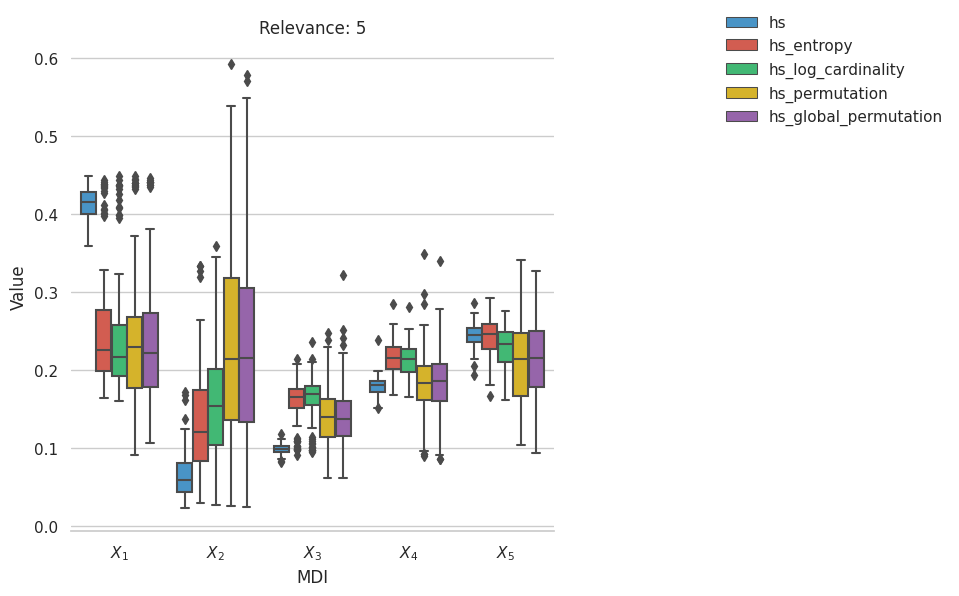 Relevance: 5
hs
hs_entropy
hs_log_cardinality
hs_permutation
hs_global_permutation
Value
0.6
0.5
0.4
0.3
0.2
0.1
0.0
X₁ X₂ X₃ X₄ X₅
MDI